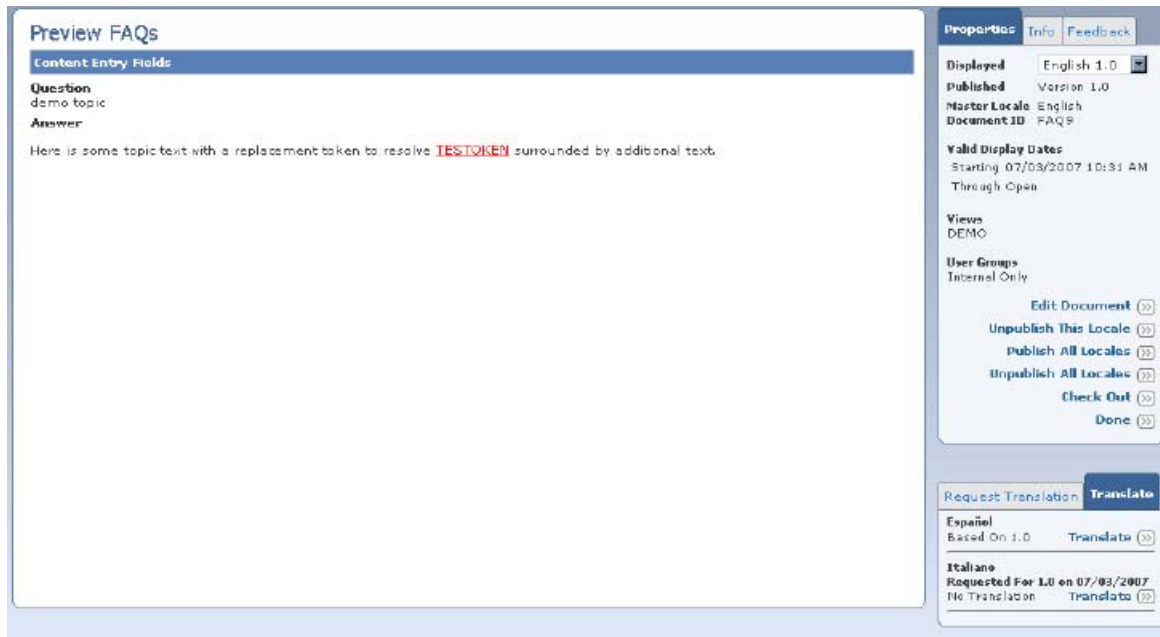 Preview FAQs
Content Entry Fields
Question
demo topic
Answer
Here is some topic text with a replacement token to resolve TESTOKEN surrounded by additional text.
Properties Info Feedback
Displayed English 1.0
Published Version 1.0
Master Locale English
Document ID FAQ9
Valid Display Dates
Starting 07/03/2007 10:31 AM
Through Open
Views
DEMO
User Groups
Internal Only
Edit Document
Unpublish This Locale
Publish All Locales
Unpublish All Locales
Check Out
Done
Request Translation Translate
Español
Based On 1.0 Translate
Italiano
Requested For 1.0 on 07/03/2007
No Translation Translate